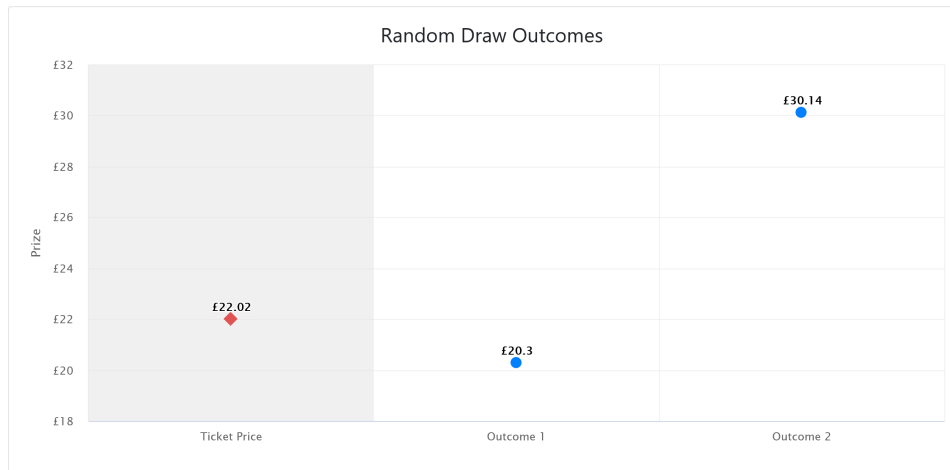 Random Draw Outcomes
£32
£30
£28
£26
£24
£22
£20
£18
Prize
£22.02
£20.3
£30.14
Ticket Price
Outcome 1
Outcome 2